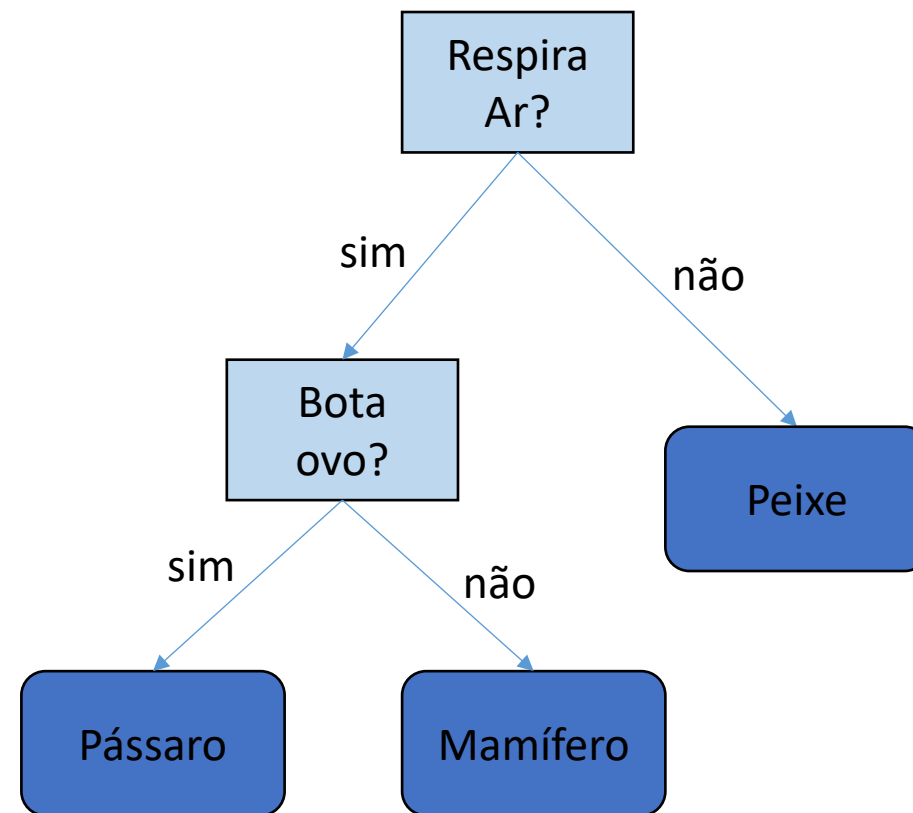 Respira
Ar?
sim
não
Bota
ovo?
Peixe
sim
não
Pássaro
Mamífero